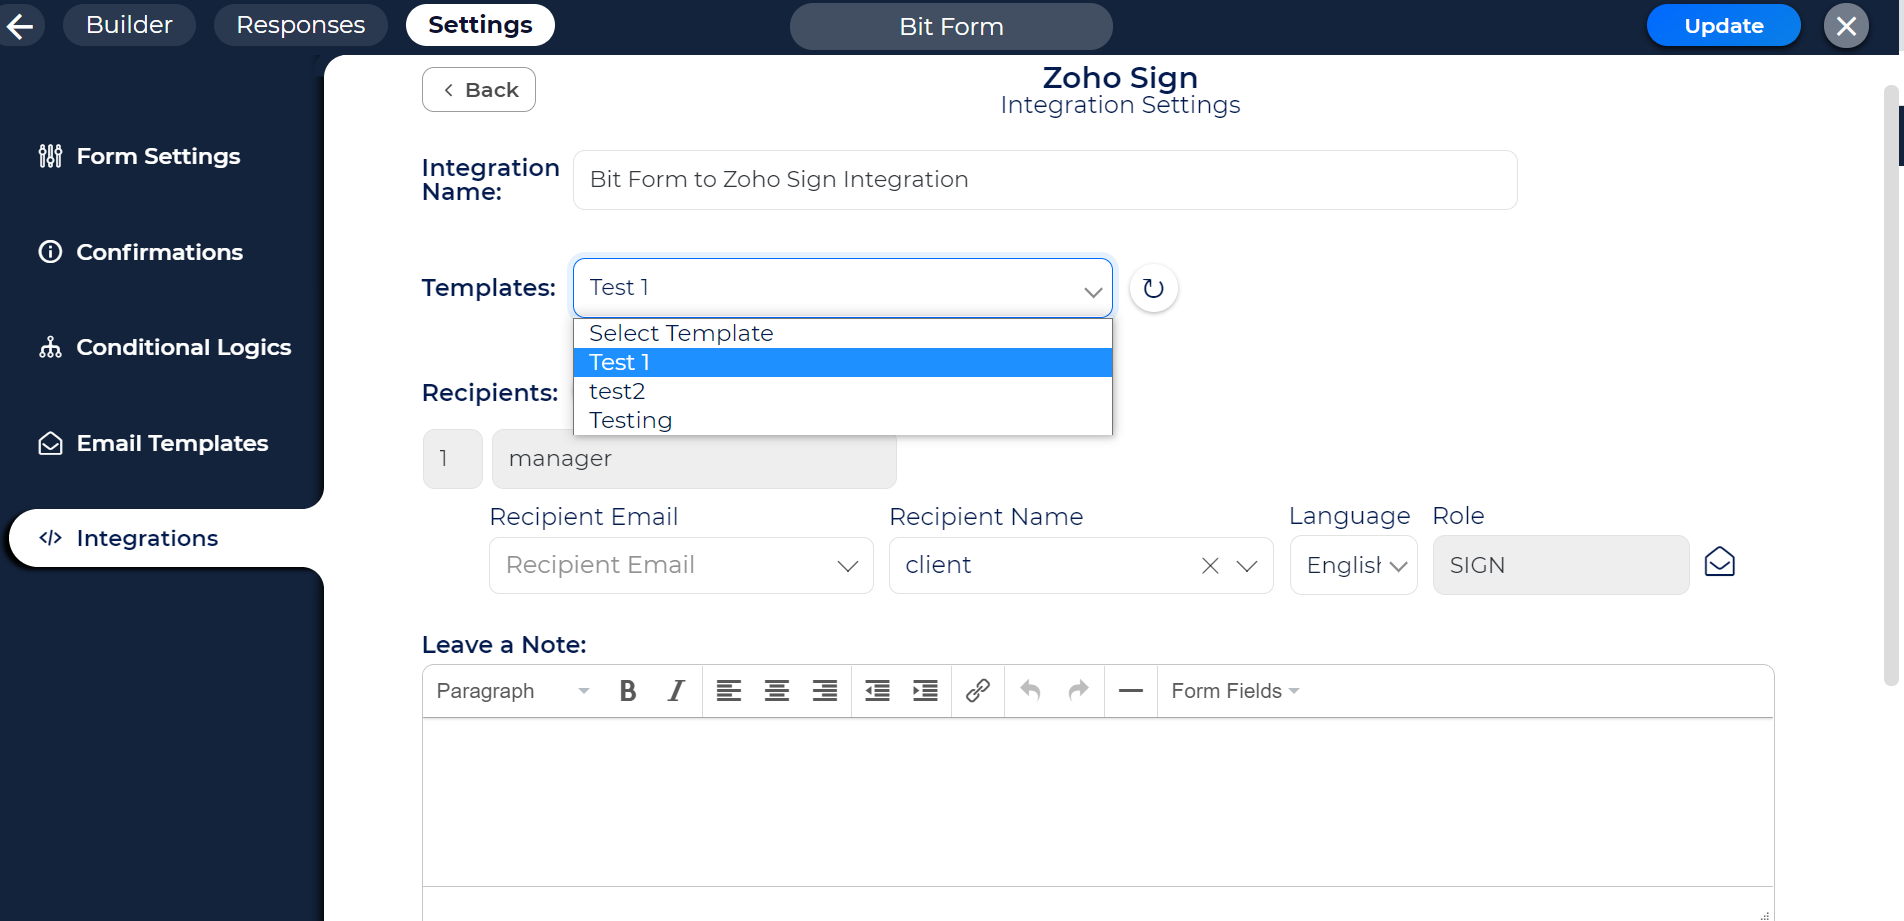 Builder
Responses
Settings
Bit Form
Update
Back
Zoho Sign
Integration Settings
Form Settings
Confirmations
Conditional Logics
Email Templates
Integrations
Integration
Name:
Bit Form to Zoho Sign Integration
Templates:
Test 1
Select Template
Test 1
test2
Testing
Recipients:
1
manager
Recipient Email
Recipient Name
Language
Role
Recipient Email
client
English
SIGN
Leave a Note:
Paragraph
B
I
Form Fields